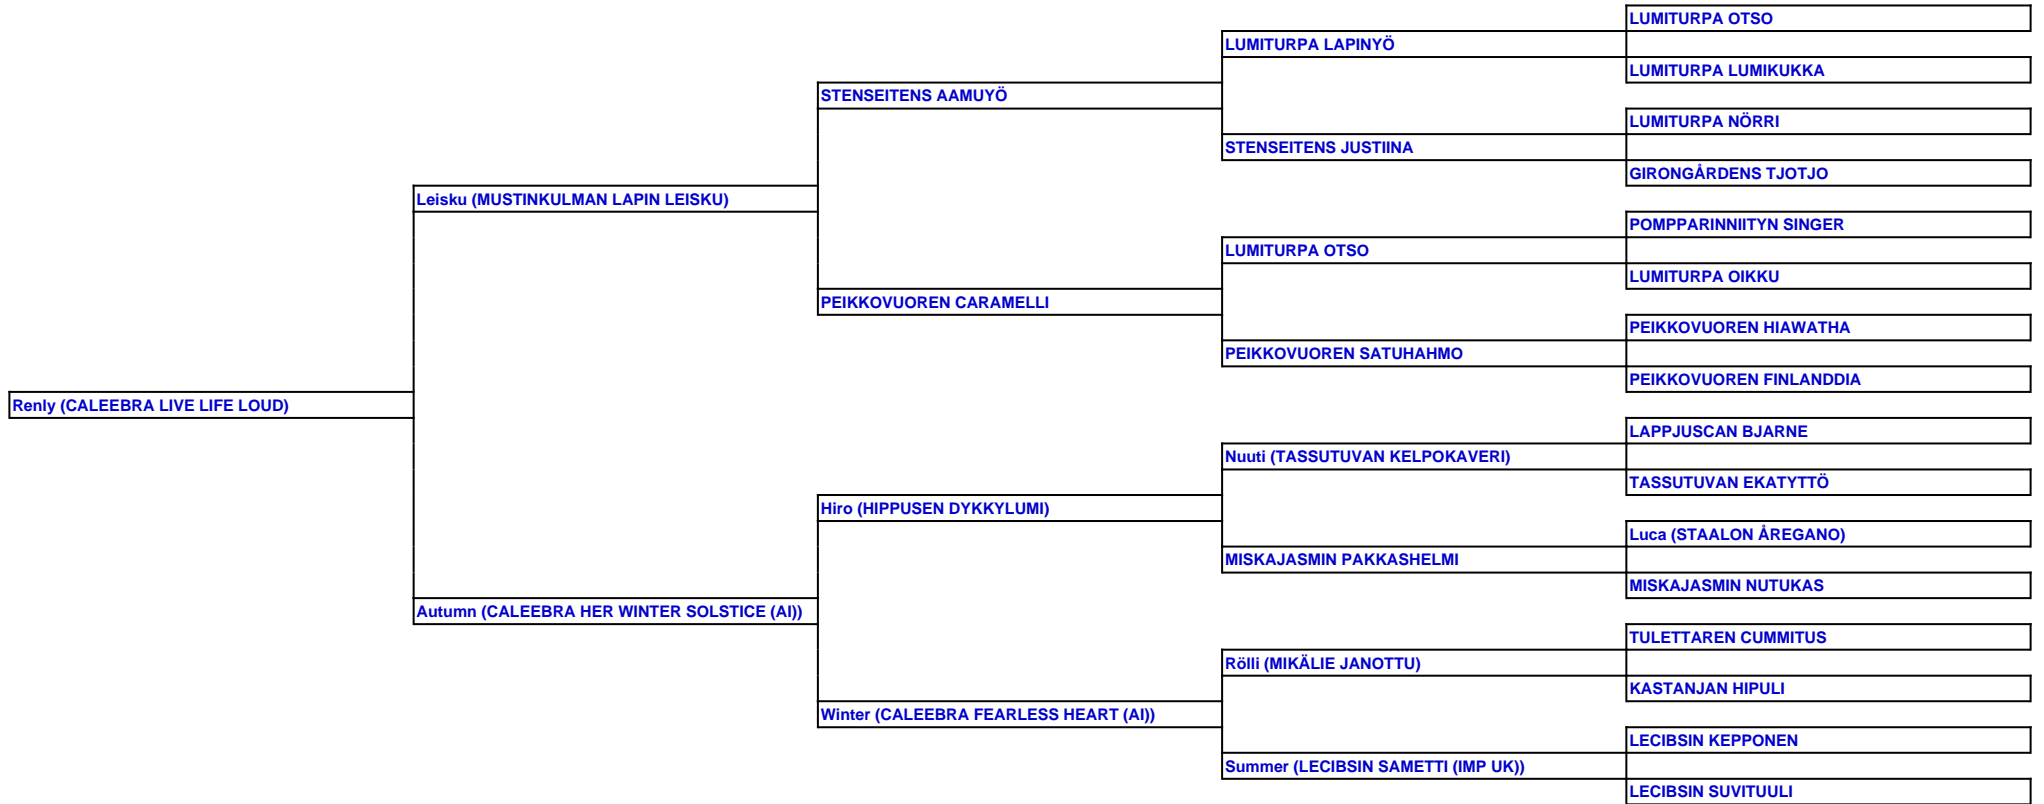 LUMITURPA OTSO
LUMITURPA LAPINYÖ
LUMITURPA LUMIKUKKA
STENSEITENS AAMUYÖ
LUMITURPA NÖRRI
STENSEITENS JUSTIINA
GIRONGÅRDENS TJOTJO
Leisku (MUSTINKULMAN LAPIN LEISKU)
POMPPARINNIITYN SINGER
LUMITURPA OTSO
LUMITURPA OIKKU
PEIKKOVUOREN CARAMELLI
PEIKKOVUOREN HIAWATHA
PEIKKOVUOREN SATUHAHMO
PEIKKOVUOREN FINLANDDIA
Renly (CALEEBRA LIVE LIFE LOUD)
LAPPJUSCAN BJARNE
Nuuti (TASSUTUVAN KELPOKAVERI)
TASSUTUVAN EKATYTTÖ
Hiro (HIPPUSEN DYKKYLUMI)
Luca (STAALON ÅREGANO)
MISKAJASMIN PAKKASHELMI
MISKAJASMIN NUTUKAS
Autumn (CALEEBRA HER WINTER SOLSTICE (AI))
TULETTAREN CUMMITUS
Rölli (MIKÄLIE JANOTTU)
KASTANJAN HIPULI
Winter (CALEEBRA FEARLESS HEART (AI))
LECIBSIN KEPPONEN
Summer (LECIBSIN SAMETTI (IMP UK))
LECIBSIN SUVITUULI